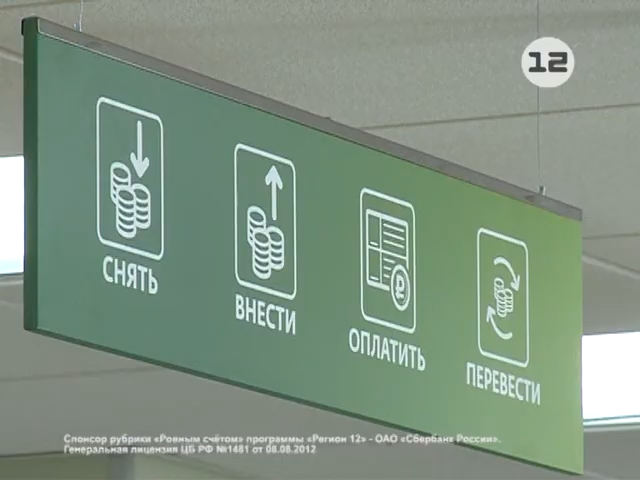 12
СНЯТЬ
ВНЕСТИ
ОПЛАТИТЬ
ПЕРЕВЕСТИ
Спонсор рубрики «Ровным счётом» программы «Регион 12» - ОАО «Сбербанк России».
Генеральная лицензия ЦБ РФ №1481 от 08.08.2012